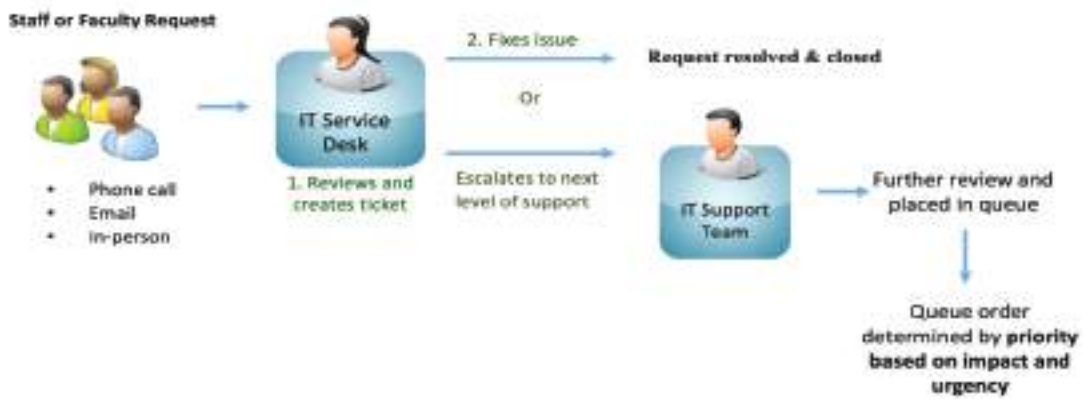 Staff or Faculty Request
• Phone call
• Email
• In-person
IT Service
Desk
1. Reviews and
creates ticket
2. Fixes issue
Or
Escalates to next
level of support
Request resolved & closed
IT Support
Team
Further review and
placed in queue
Queue order
determined by priority
based on impact and
urgency